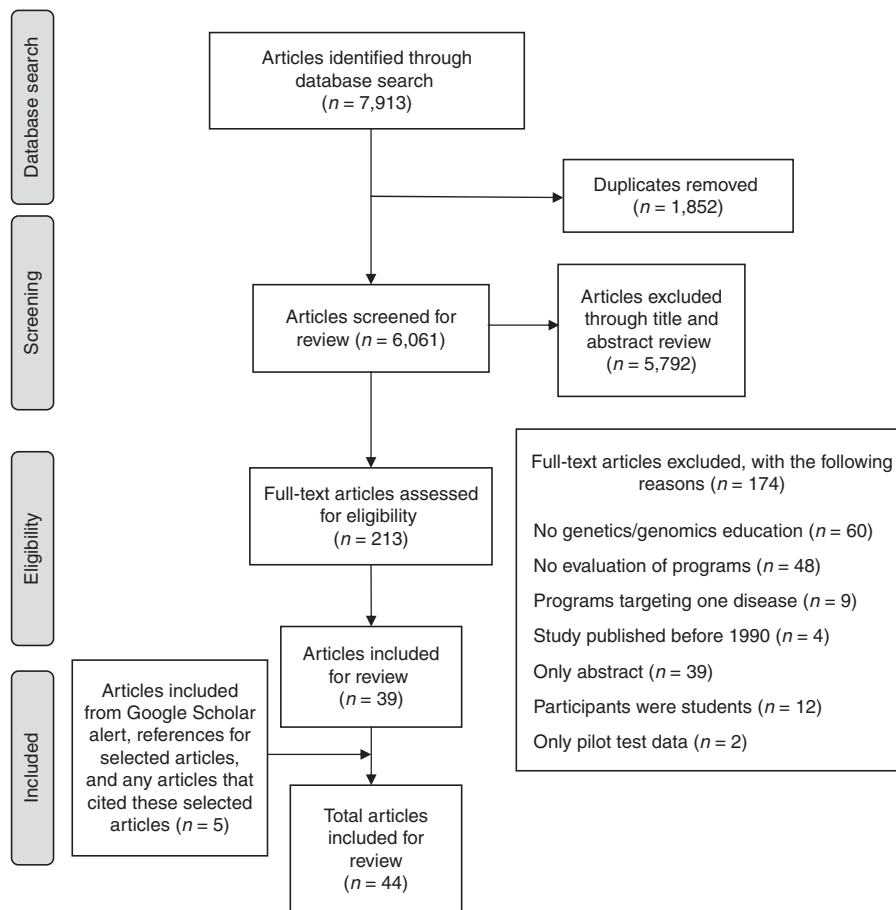 Database search
Articles identified through
database search
(n = 7,913)
Duplicates removed
(n = 1,852)
Screening
Articles screened for
review (n = 6,061)
Articles excluded
through title and
abstract review
(n = 5,792)
Eligibility
Full-text articles assessed
for eligibility
(n = 213)
Full-text articles excluded, with the following
reasons (n = 174)
No genetics/genomics education (n = 60)
No evaluation of programs (n = 48)
Programs targeting one disease (n = 9)
Study published before 1990 (n = 4)
Only abstract (n = 39)
Participants were students (n = 12)
Only pilot test data (n = 2)
Included
Articles included
for review
(n = 39)
Articles included
from Google Scholar
alert, references for
selected articles,
and any articles that
cited these selected
articles (n = 5)
Total articles
included for
review
(n = 44)